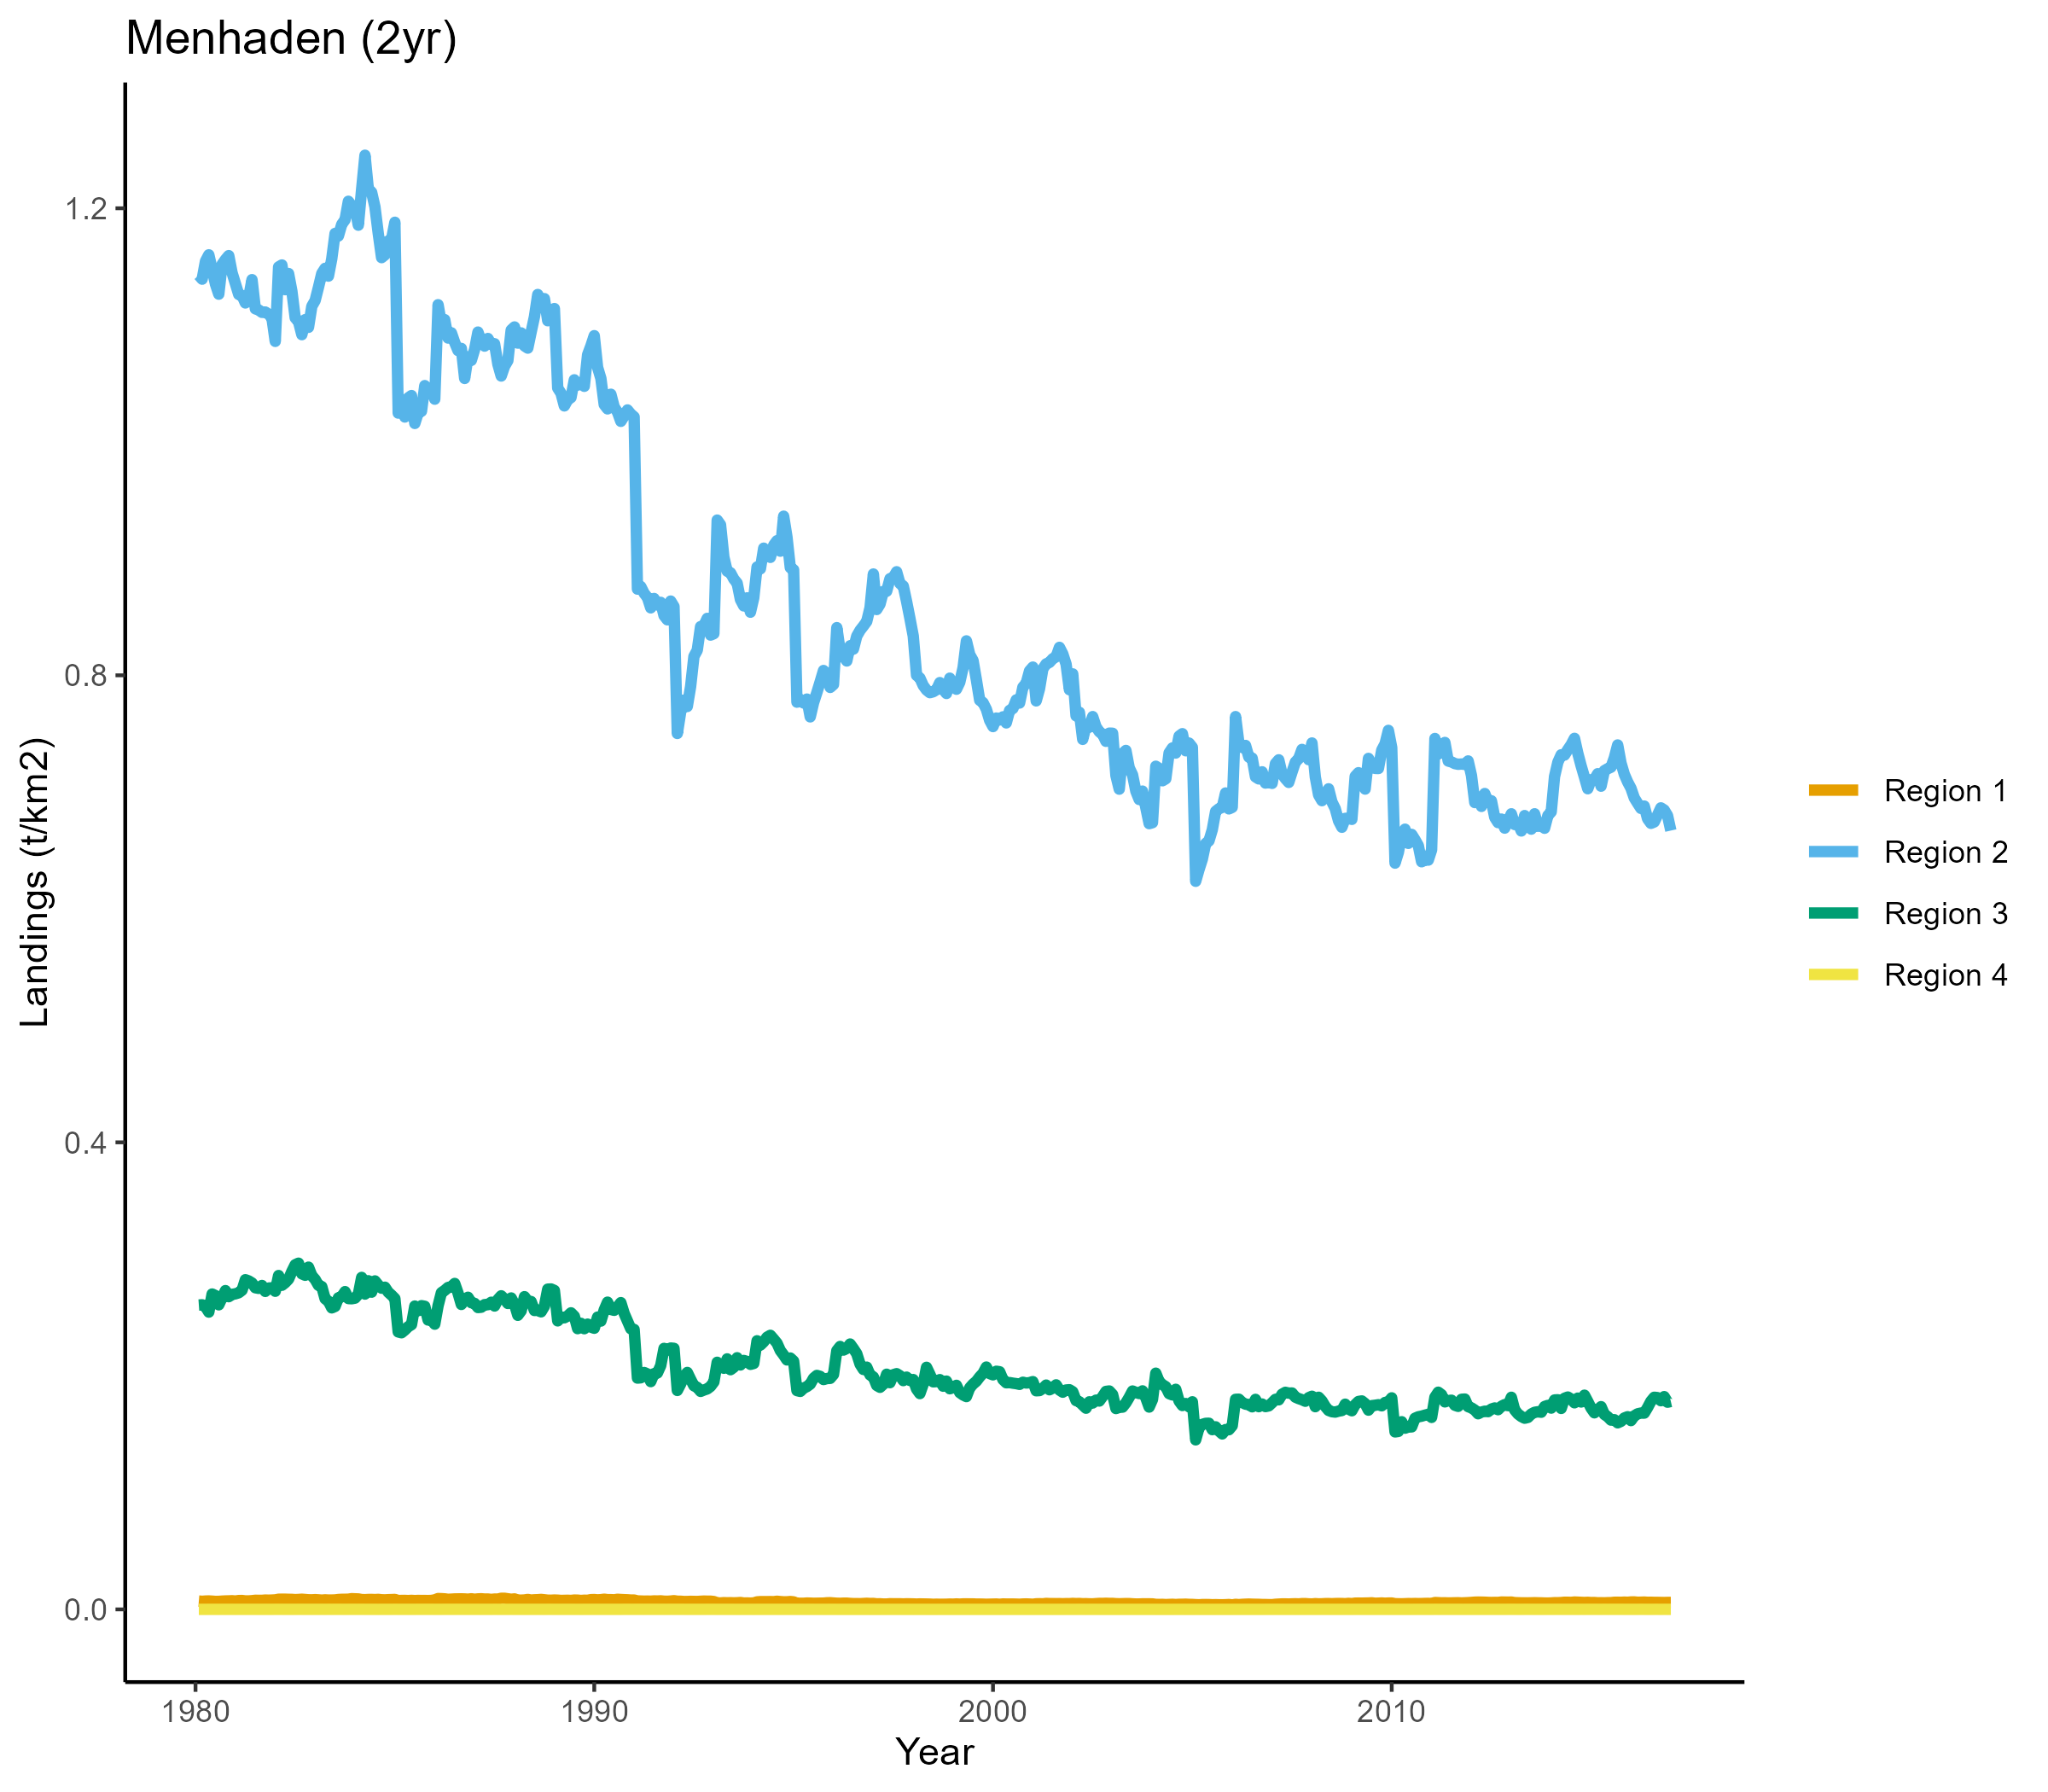 Menhaden (2yr)
1.2
0.8
0.4
0.0
Landings (t/km2)
1980
1990
2000
2010
Year
Region 1
Region 2
Region 3
Region 4